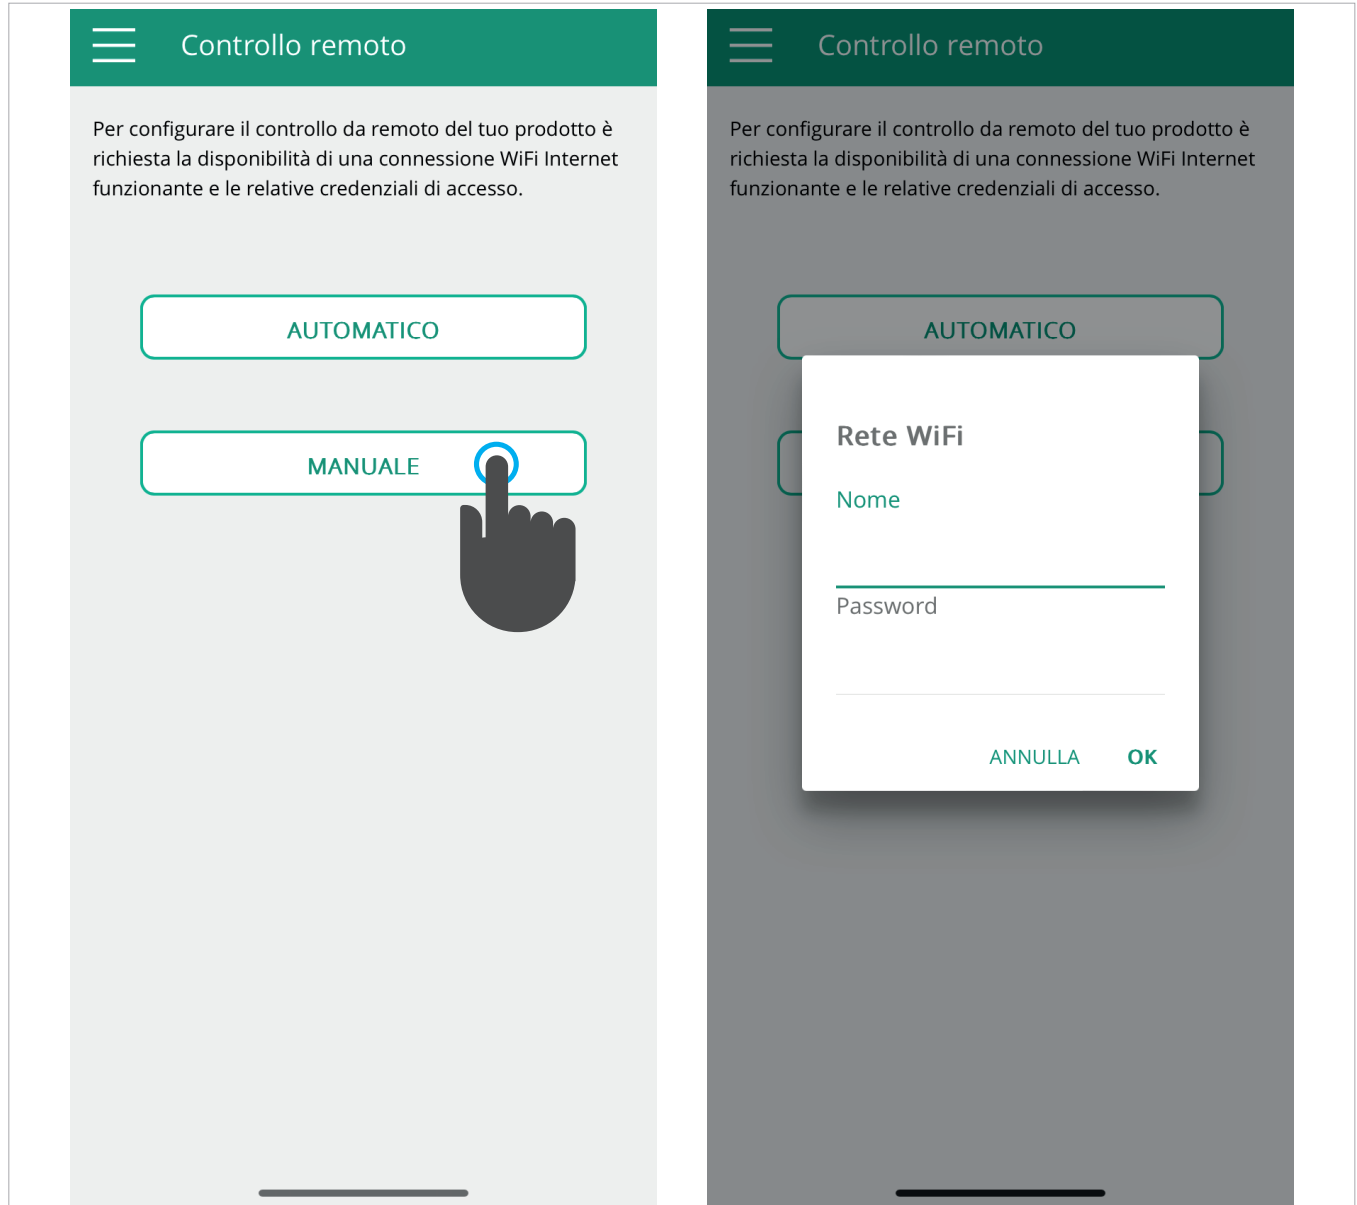 Controllo remoto
Per configurare il controllo da remoto del tuo prodotto è
richiesta la disponibilità di una connessione WiFi Internet
funzionante e le relative credenziali di accesso.
AUTOMATICO
MANUALE
Controllo remoto
Per configurare il controllo da remoto del tuo prodotto è
richiesta la disponibilità di una connessione WiFi Internet
funzionante e le relative credenziali di accesso.
AUTOMATICO
Rete WiFi
Nome
Password
ANNULLA OK